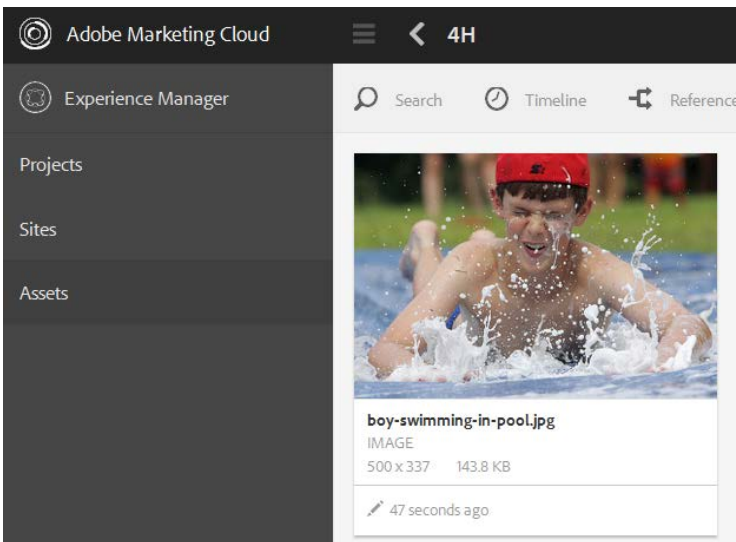 Adobe Marketing Cloud
4H
Experience Manager
Search
Timeline
Reference
Projects
Sites
Assets
boy-swimming-in-pool.jpg
IMAGE
500 x 337 143.8 KB
47 seconds ago